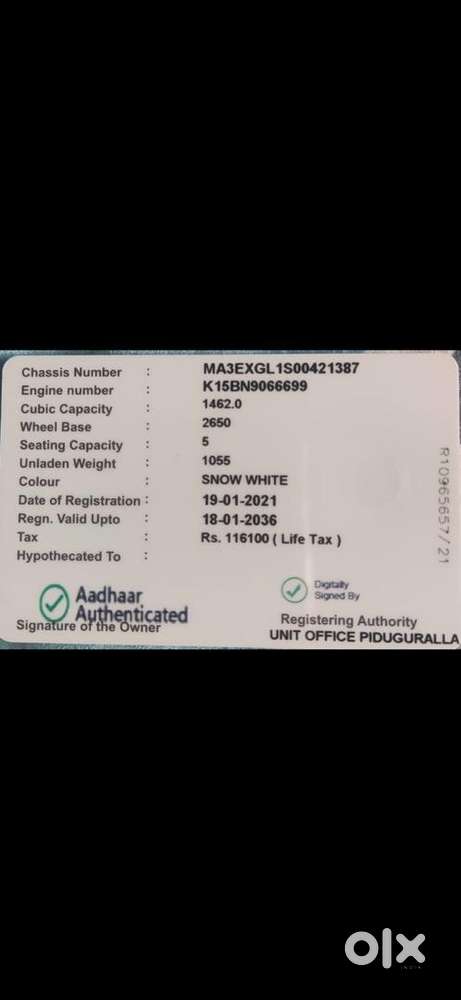 Chassis Number : MA3EXGL1S00421387
Engine number : K15BN9066699
Cubic Capacity : 1462.0
Wheel Base : 2650
Seating Capacity : 5
Unladen Weight : 1055
Colour : SNOW WHITE
Date of Registration : 19-01-2021
Regn. Valid Upto : 18-01-2036
Tax : Rs. 116100 ( Life Tax )
Hypothecated To :
R10965657/21
Aadhaar
Authenticated
Signature of the Owner
Digitally
Signed By
Registering Authority
UNIT OFFICE PIDUGURALLA
olx
INDIA